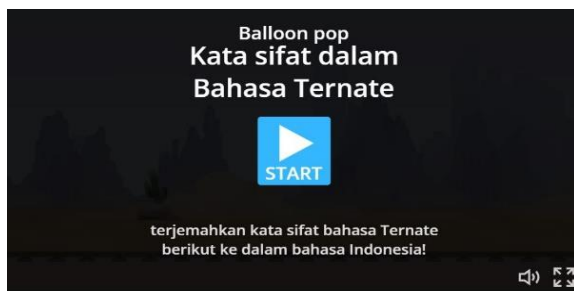 Balloon pop
Kata sifat dalam
Bahasa Ternate
START
terjemahkan kata sifat bahasa Ternate
berikut ke dalam bahasa Indonesia!